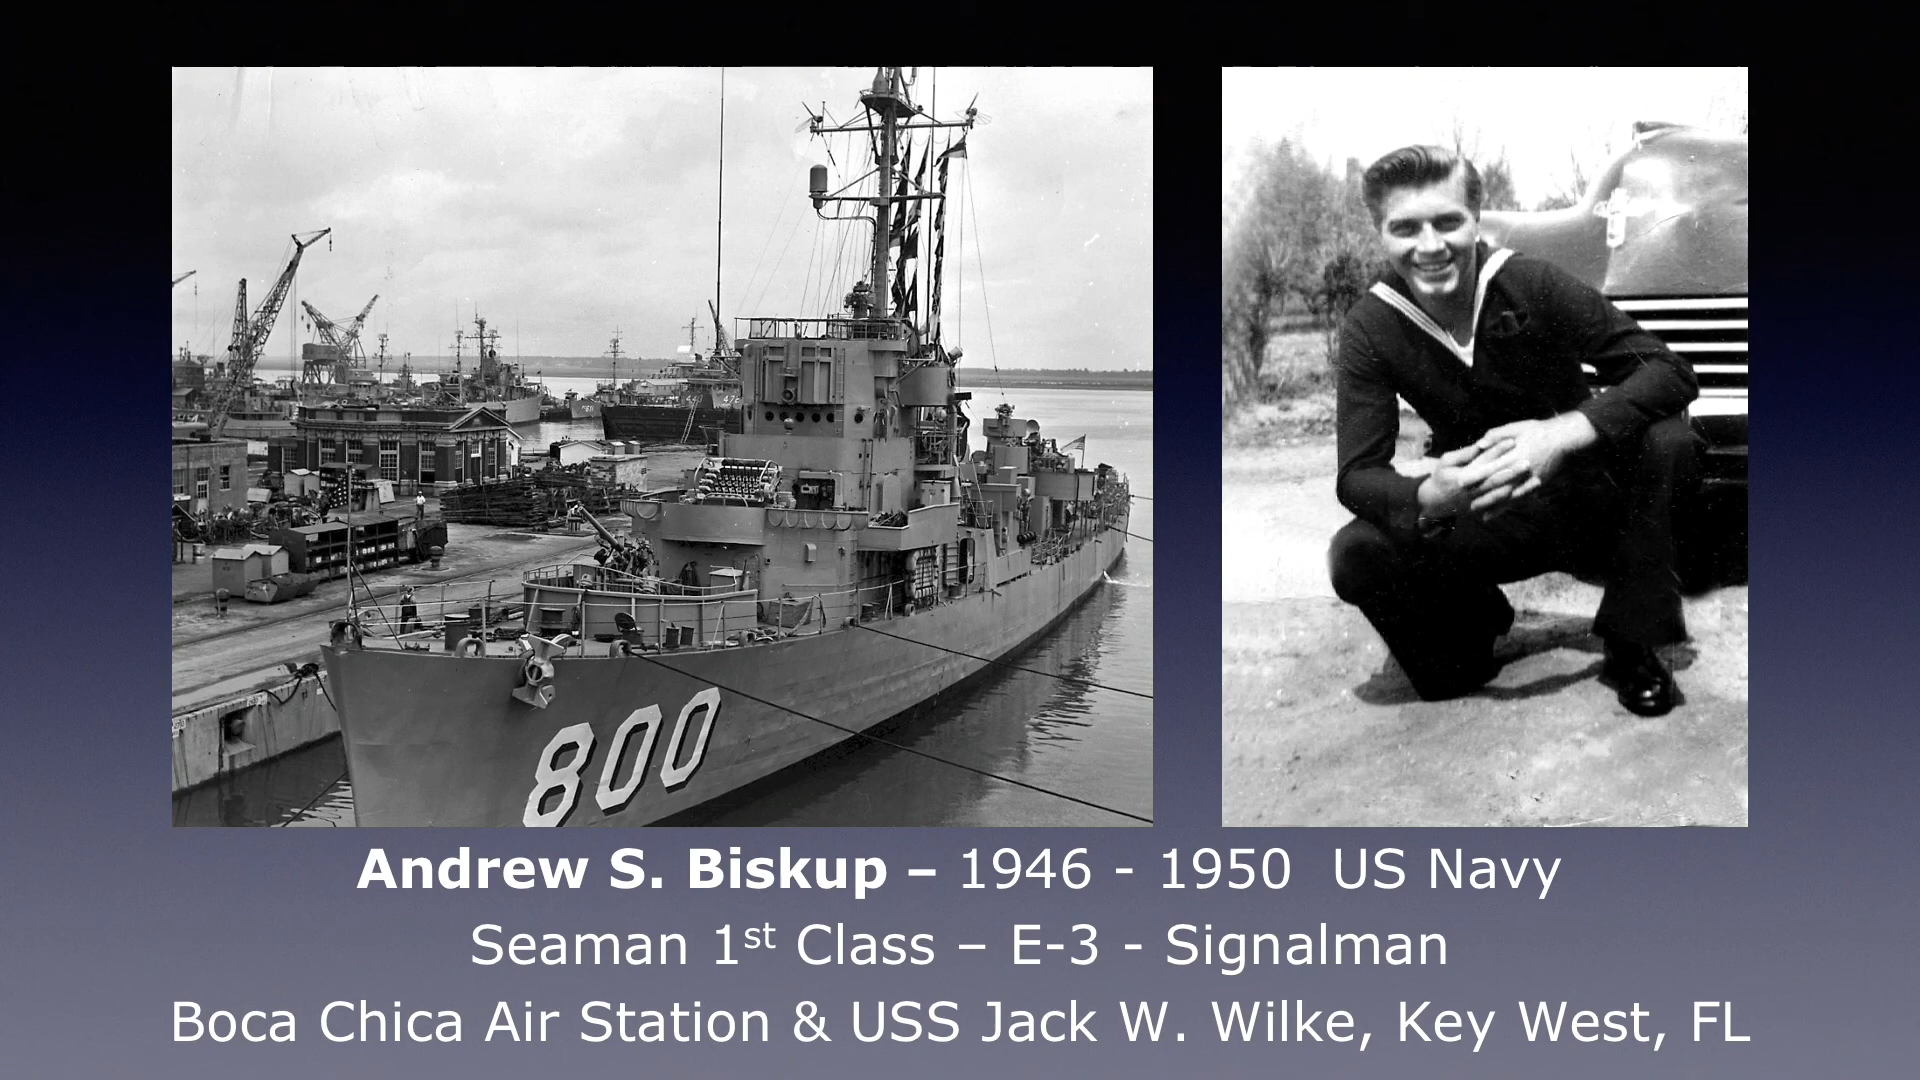 800
Andrew S. Biskup – 1946 - 1950 US Navy
Seaman 1st Class – E-3 - Signalman
Boca Chica Air Station & USS Jack W. Wilke, Key West, FL